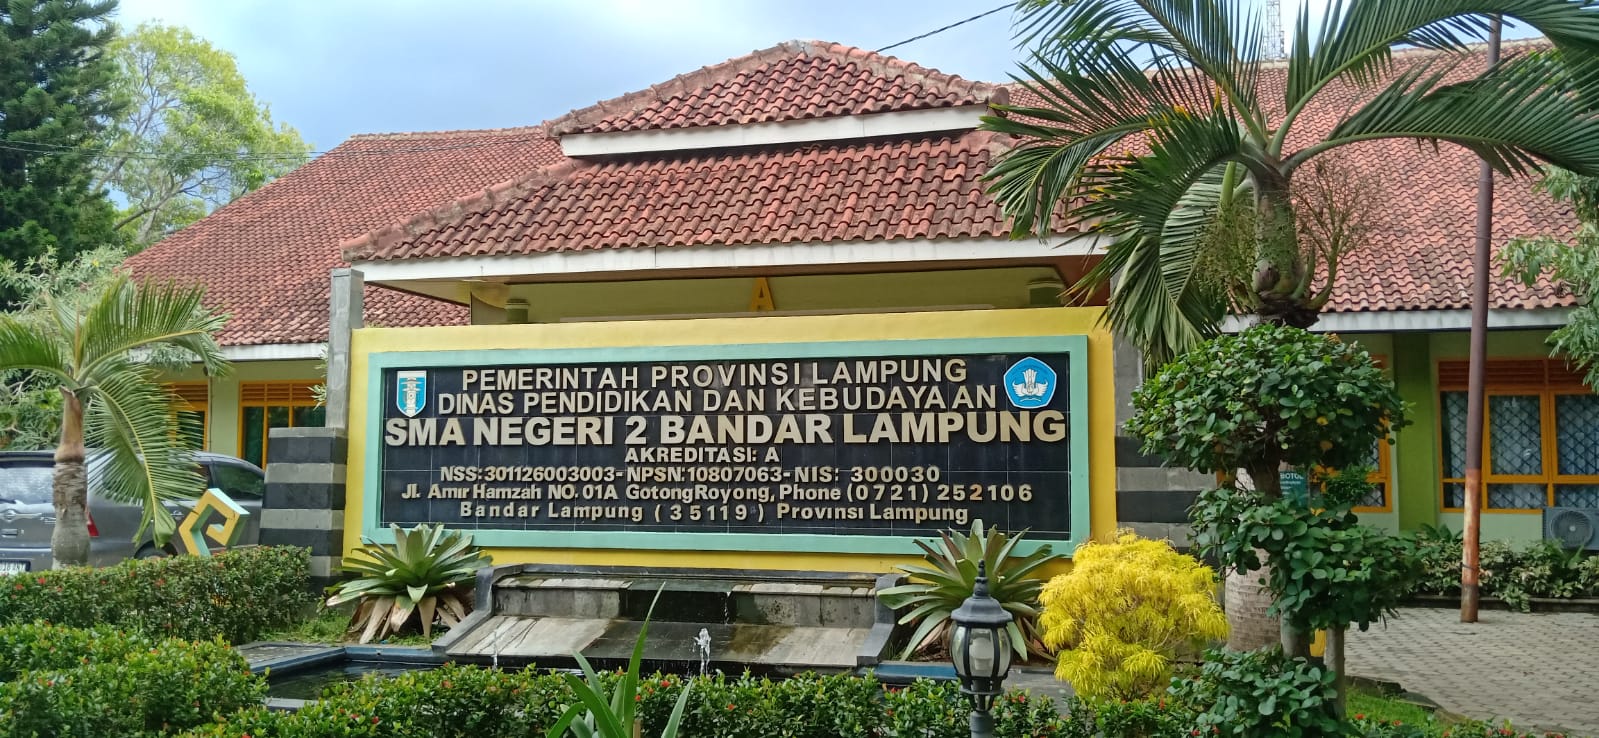 A
PEMERINTAH PROVINSI LAMPUNG
DINAS PENDIDIKAN DAN KEBUDAYAAN
SMA NEGERI 2 BANDAR LAMPUNG
AKREDITASI: A
NSS:301126003003-NPSN:10807063-NIS: 300030
Jl. Amir Hamzah NO. 01A GotongRoyong, Phone (0721) 252106
Bandar Lampung ( 35119 ) Provinsi Lampung